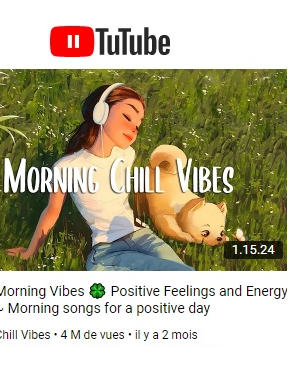 TuTube
MORNING CHILL VIBES
1.15.24
Morning Vibes 🍀 Positive Feelings and Energy
~ Morning songs for a positive day
Chill Vibes • 4 M de vues • il y a 2 mois